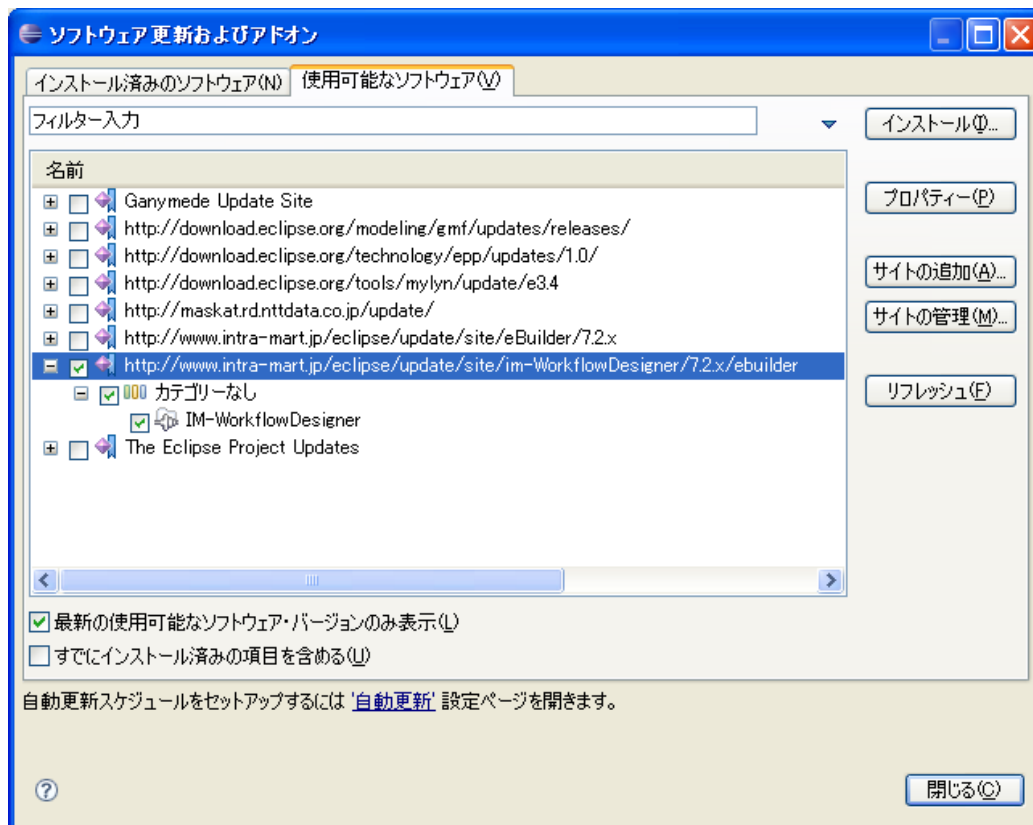 ソフトウェア更新およびアドオン
インストール済みのソフトウェア(N) 使用可能なソフトウェア(V)
フィルター入力
インストール(I)...
名前
プロパティー(P)
Ganymede Update Site
http://download.eclipse.org/modeling/gmf/updates/releases/
http://download.eclipse.org/technology/epp/updates/1.0/
http://download.eclipse.org/tools/mylyn/update/e3.4
サイトの追加(A)...
http://maskat.rd.nttdata.co.jp/update/
サイトの管理(M)...
http://www.intra-mart.jp/eclipse/update/site/eBuilder/7.2.x
http://www.intra-mart.jp/eclipse/update/site/im-WorkflowDesigner/7.2.x/ebuilder
カテゴリーなし
リフレッシュ(F)
IM-WorkflowDesigner
The Eclipse Project Updates
最新の使用可能なソフトウェア・バージョンのみ表示(L)
すでにインストール済みの項目を含める(U)
自動更新スケジュールをセットアップするには '自動更新' 設定ページを開きます。
閉じる(C)